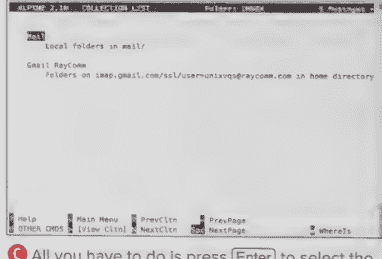 ALPINE 2.10 COLLECTION LIST Folder: INBOX Messages
Mail
Local folders in mail/
Gmail RayComm
Folders on imap.gmail.com/ssl/user=unixvqs@raycomm.com in home directory
Help Main Menu PrevCltn PrevPage
OTHER CMDS [View Cltn] NextCltn Spc NextPage WhereIs
C All you have to do is press Enter to select the